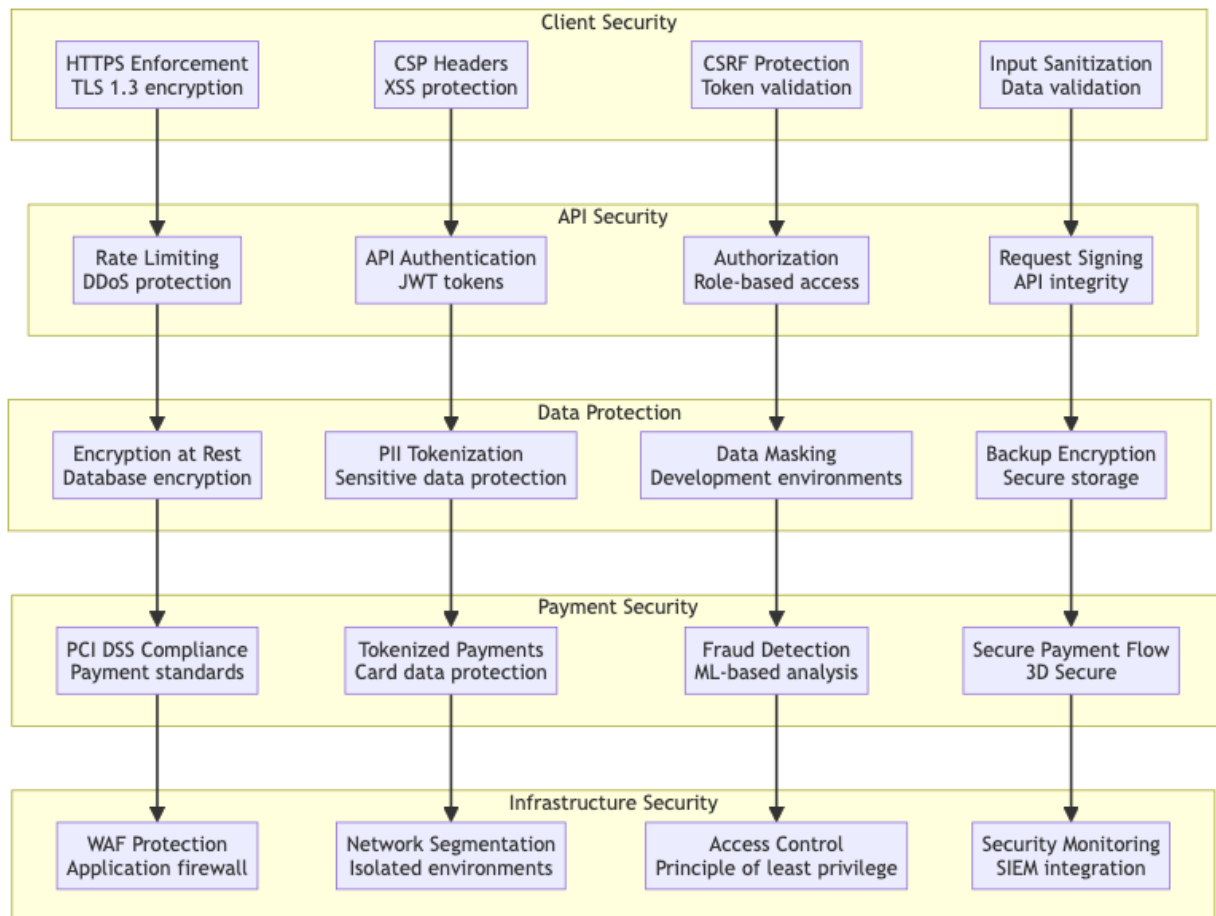 Client Security
HTTPS Enforcement
TLS 1.3 encryption
CSP Headers
XSS protection
CSRF Protection
Token validation
Input Sanitization
Data validation
API Security
Rate Limiting
DDoS protection
API Authentication
JWT tokens
Authorization
Role-based access
Request Signing
API integrity
Data Protection
Encryption at Rest
Database encryption
PII Tokenization
Sensitive data protection
Data Masking
Development environments
Backup Encryption
Secure storage
Payment Security
PCI DSS Compliance
Payment standards
Tokenized Payments
Card data protection
Fraud Detection
ML-based analysis
Secure Payment Flow
3D Secure
Infrastructure Security
WAF Protection
Application firewall
Network Segmentation
Isolated environments
Access Control
Principle of least privilege
Security Monitoring
SIEM integration